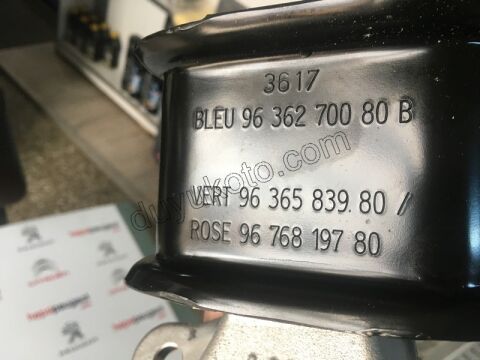 3617
BLEU 96 362 700 80 B
VERT 96 365 839.80 /
ROSE 96 768 197 80
duyukoto.com